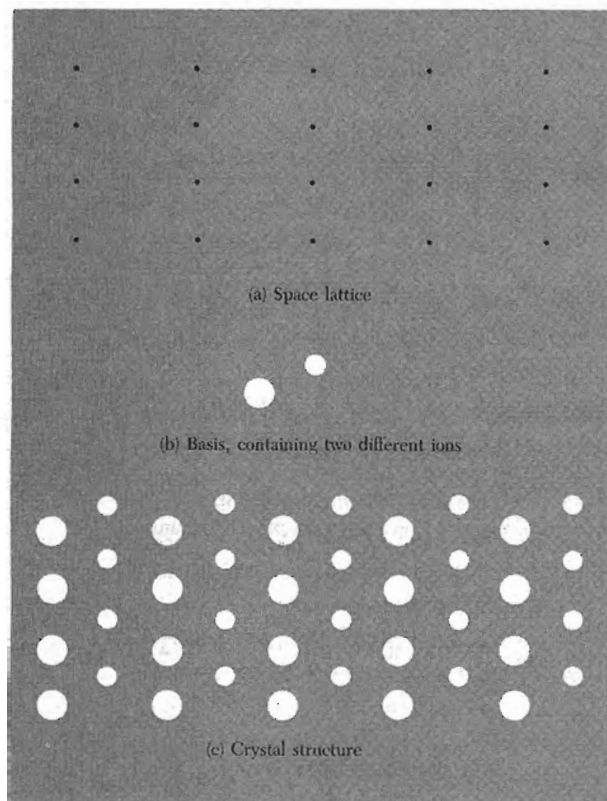 (a) Space lattice
(b) Basis, containing two different ions
(c) Crystal structure